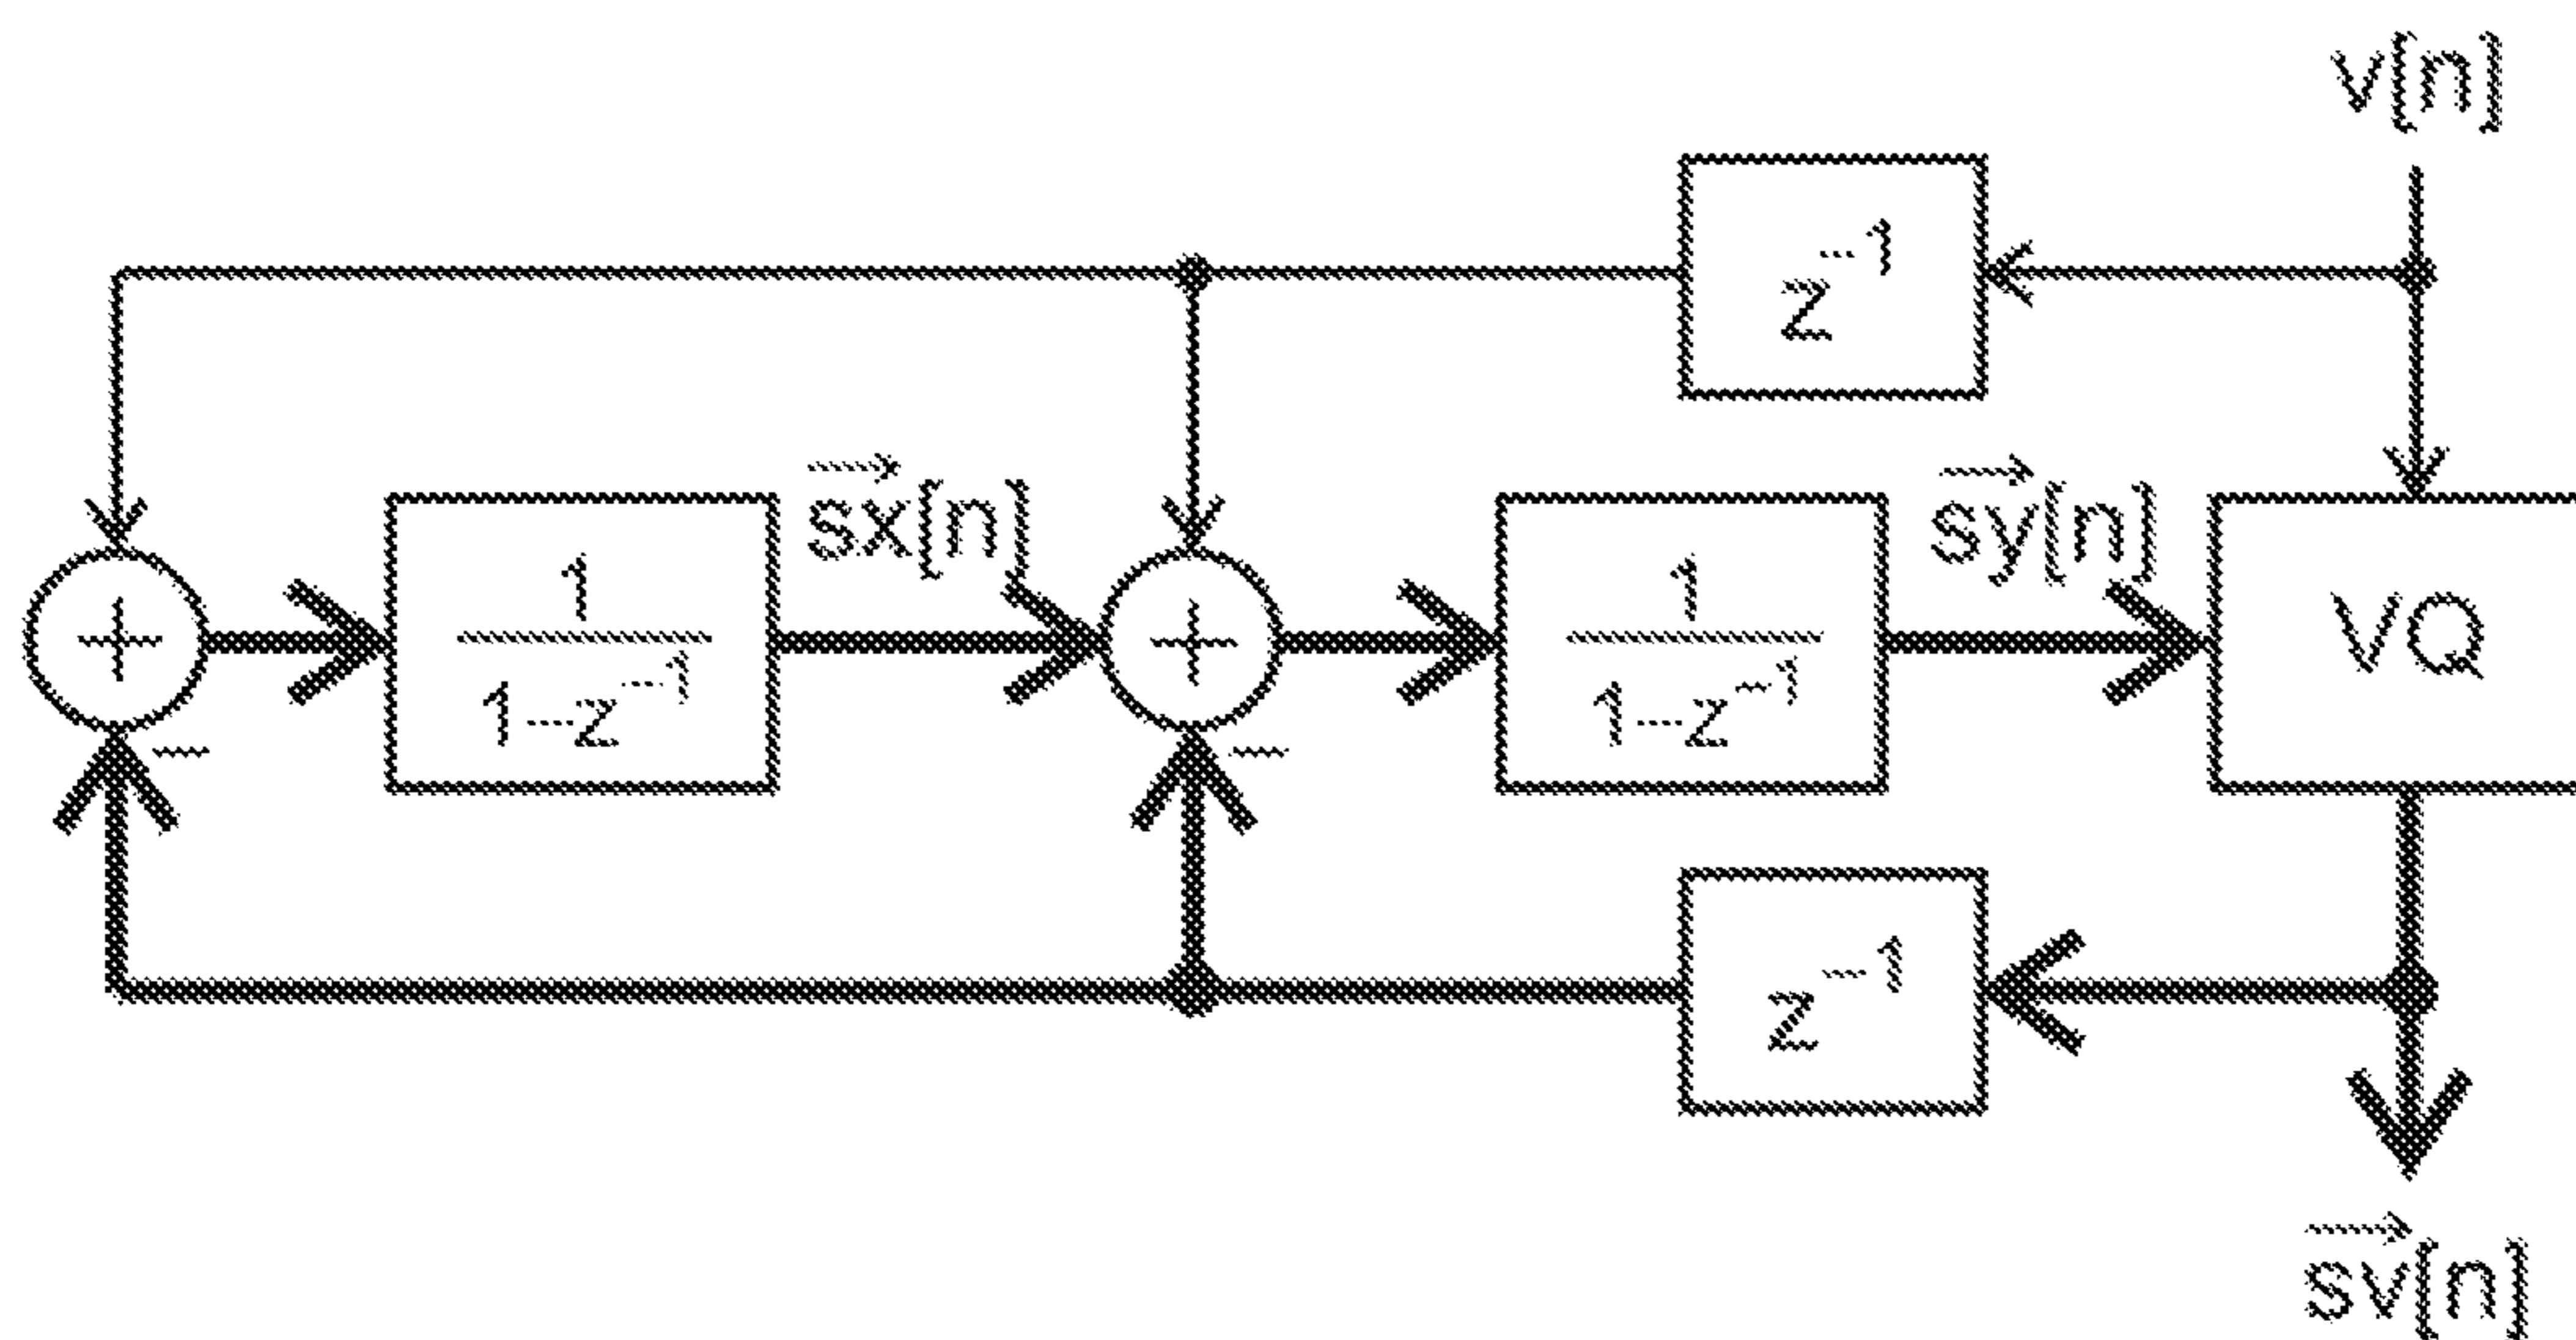 v[n]
z⁻¹
sx[n]
sy[n]
+
1
1-z⁻¹
+
1
1-z⁻¹
VQ
−
−
z⁻¹
sv[n]